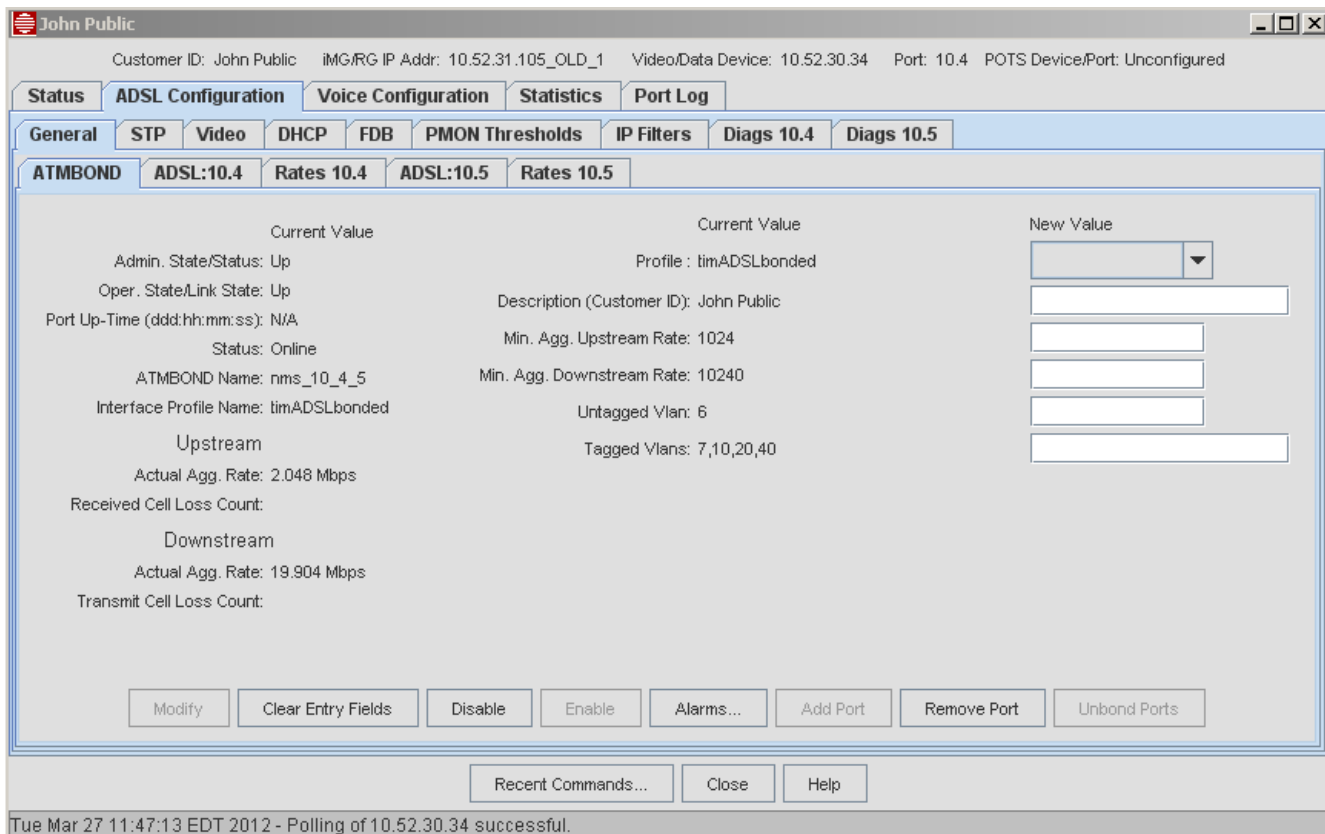 John Public
Customer ID: John Public iMG/RG IP Addr: 10.52.31.105_OLD_1 Video/Data Device: 10.52.30.34 Port: 10.4 POTS Device/Port: Unconfigured
Status ADSL Configuration Voice Configuration Statistics Port Log
General STP Video DHCP FDB PMON Thresholds IP Filters Diags 10.4 Diags 10.5
ATMBOND ADSL:10.4 Rates 10.4 ADSL:10.5 Rates 10.5
Current Value
Admin. State/Status: Up
Oper. State/Link State: Up
Port Up-Time (ddd:hh:mm:ss): N/A
Status: Online
ATMBOND Name: nms_10_4_5
Interface Profile Name: timADSLbonded
Upstream
Actual Agg. Rate: 2.048 Mbps
Received Cell Loss Count:
Downstream
Actual Agg. Rate: 19.904 Mbps
Transmit Cell Loss Count:
Current Value New Value
Profile : timADSLbonded
Description (Customer ID): John Public
Min. Agg. Upstream Rate: 1024
Min. Agg. Downstream Rate: 10240
Untagged Vlan: 6
Tagged Vlans: 7,10,20,40
Modify Clear Entry Fields Disable Enable Alarms... Add Port Remove Port Unbond Ports
Recent Commands... Close Help
Tue Mar 27 11:47:13 EDT 2012 - Polling of 10.52.30.34 successful.